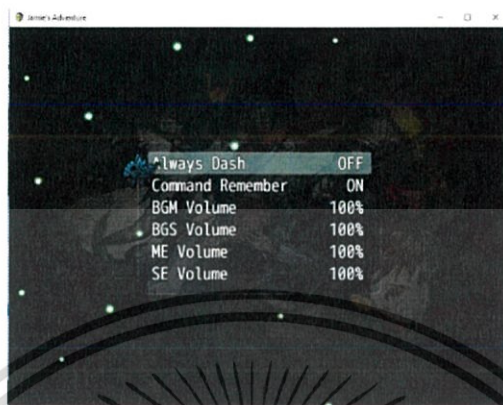 Jamie's Adventure
Always Dash OFF
Command Remember ON
BGM Volume 100%
BGS Volume 100%
ME Volume 100%
SE Volume 100%